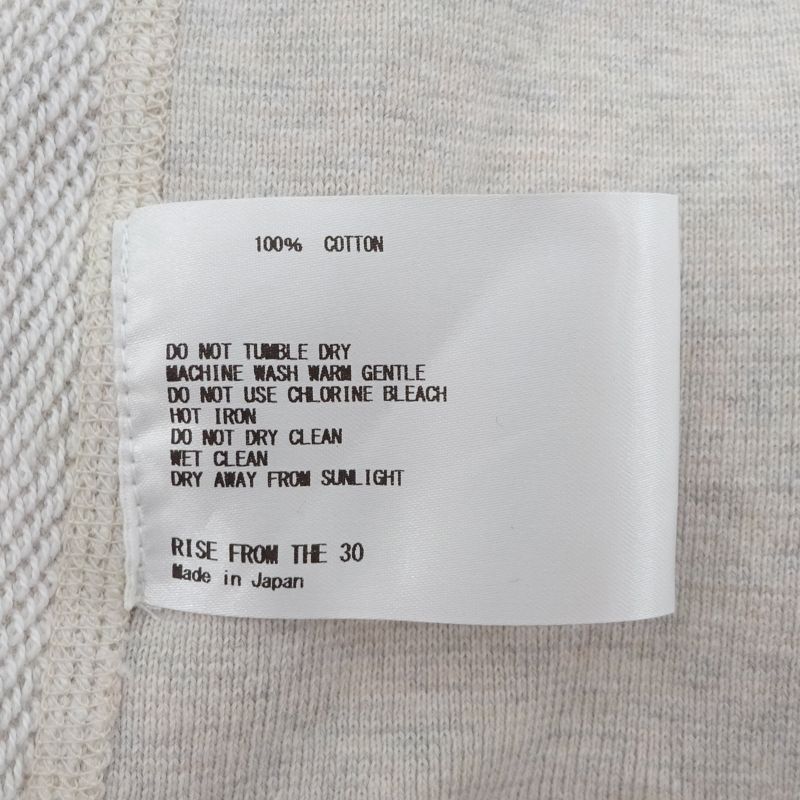 100% COTTON
DO NOT TUMBLE DRY
MACHINE WASH WARM GENTLE
DO NOT USE CHLORINE BLEACH
HOT IRON
DO NOT DRY CLEAN
WET CLEAN
DRY AWAY FROM SUNLIGHT
RISE FROM THE 30
Made in Japan